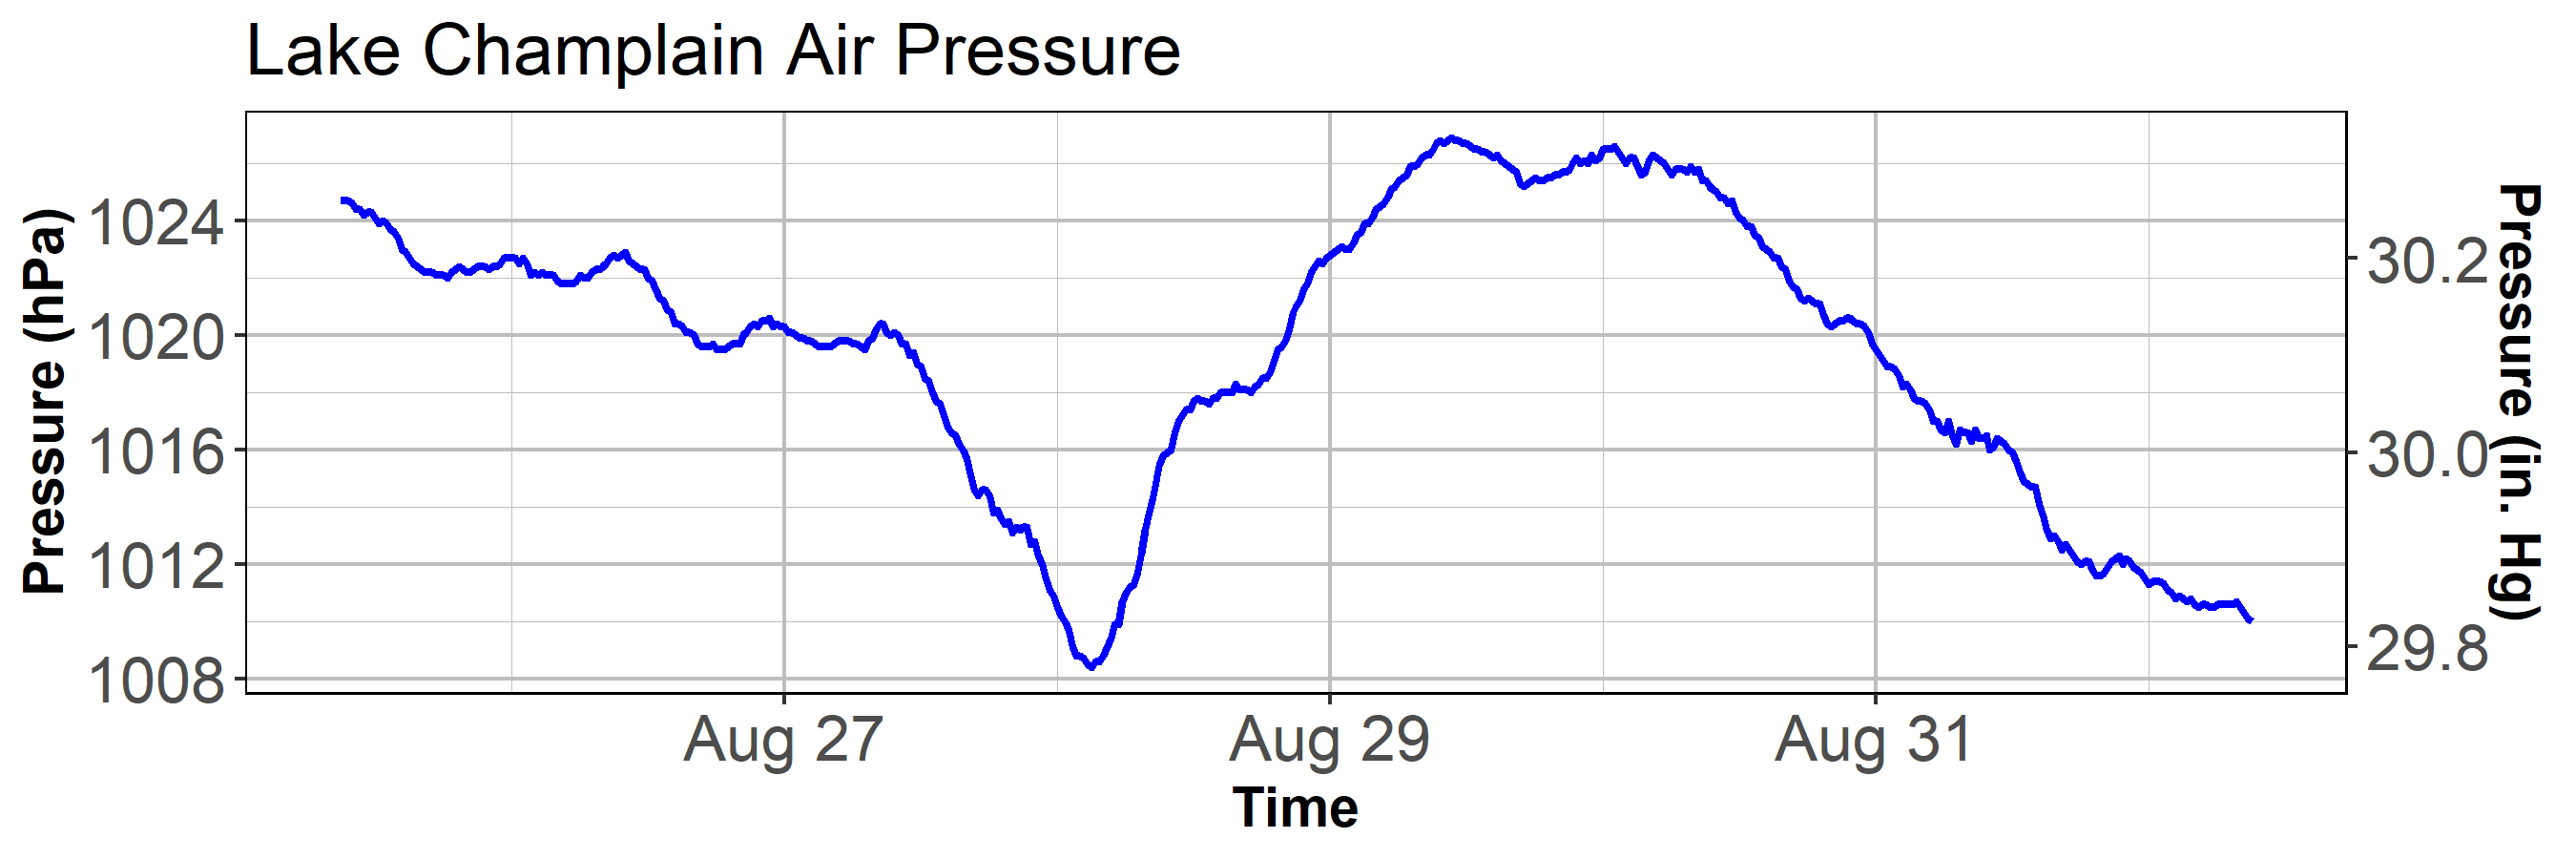 Lake Champlain Air Pressure
Pressure (hPa)
1024
1020
1016
1012
1008
30.2
30.0
29.8
Pressure (in. Hg)
Aug 27
Aug 29
Aug 31
Time